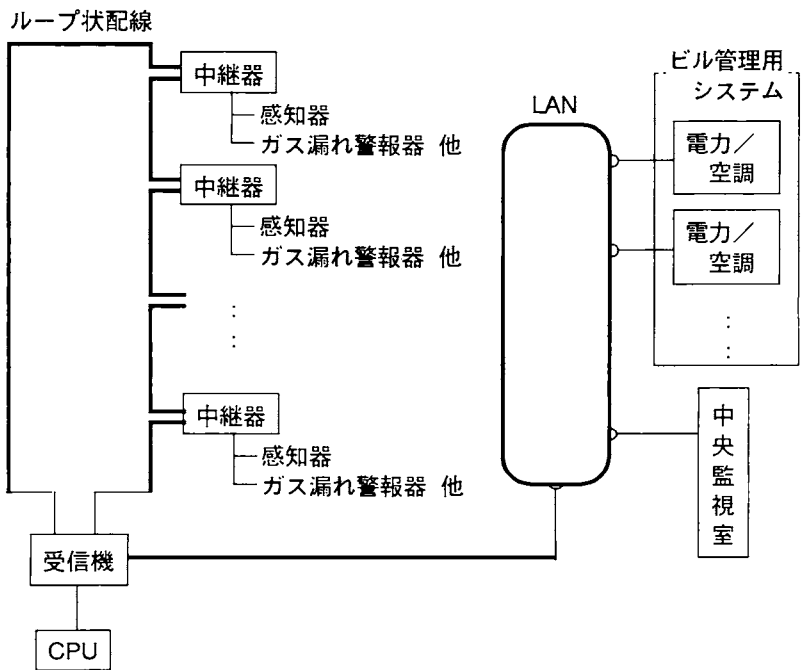 ループ状配線
中継器
感知器
ガス漏れ警報器 他
中継器
感知器
ガス漏れ警報器 他
:
:
中継器
感知器
ガス漏れ警報器 他
受信機
CPU
LAN
ビル管理用
システム
電力/
空調
電力/
空調
:
:
中央監視室